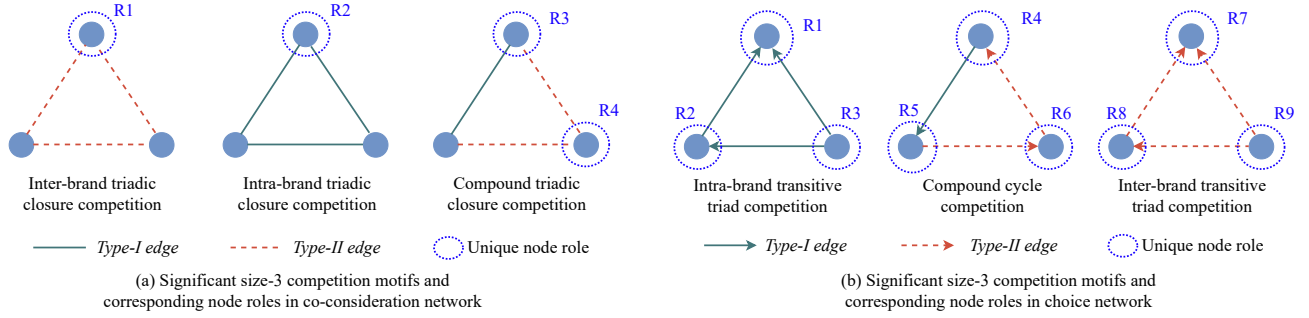 R1
R2
R3
R4
Inter-brand triadic
closure competition
Intra-brand triadic
closure competition
Compound triadic
closure competition
Type-I edge
Type-II edge
Unique node role
(a) Significant size-3 competition motifs and
corresponding node roles in co-consideration network
R1
R2
R3
R4
R5
R6
R7
R8
R9
Intra-brand transitive
triad competition
Compound cycle
competition
Inter-brand transitive
triad competition
Type-I edge
Type-II edge
Unique node role
(b) Significant size-3 competition motifs and
corresponding node roles in choice network